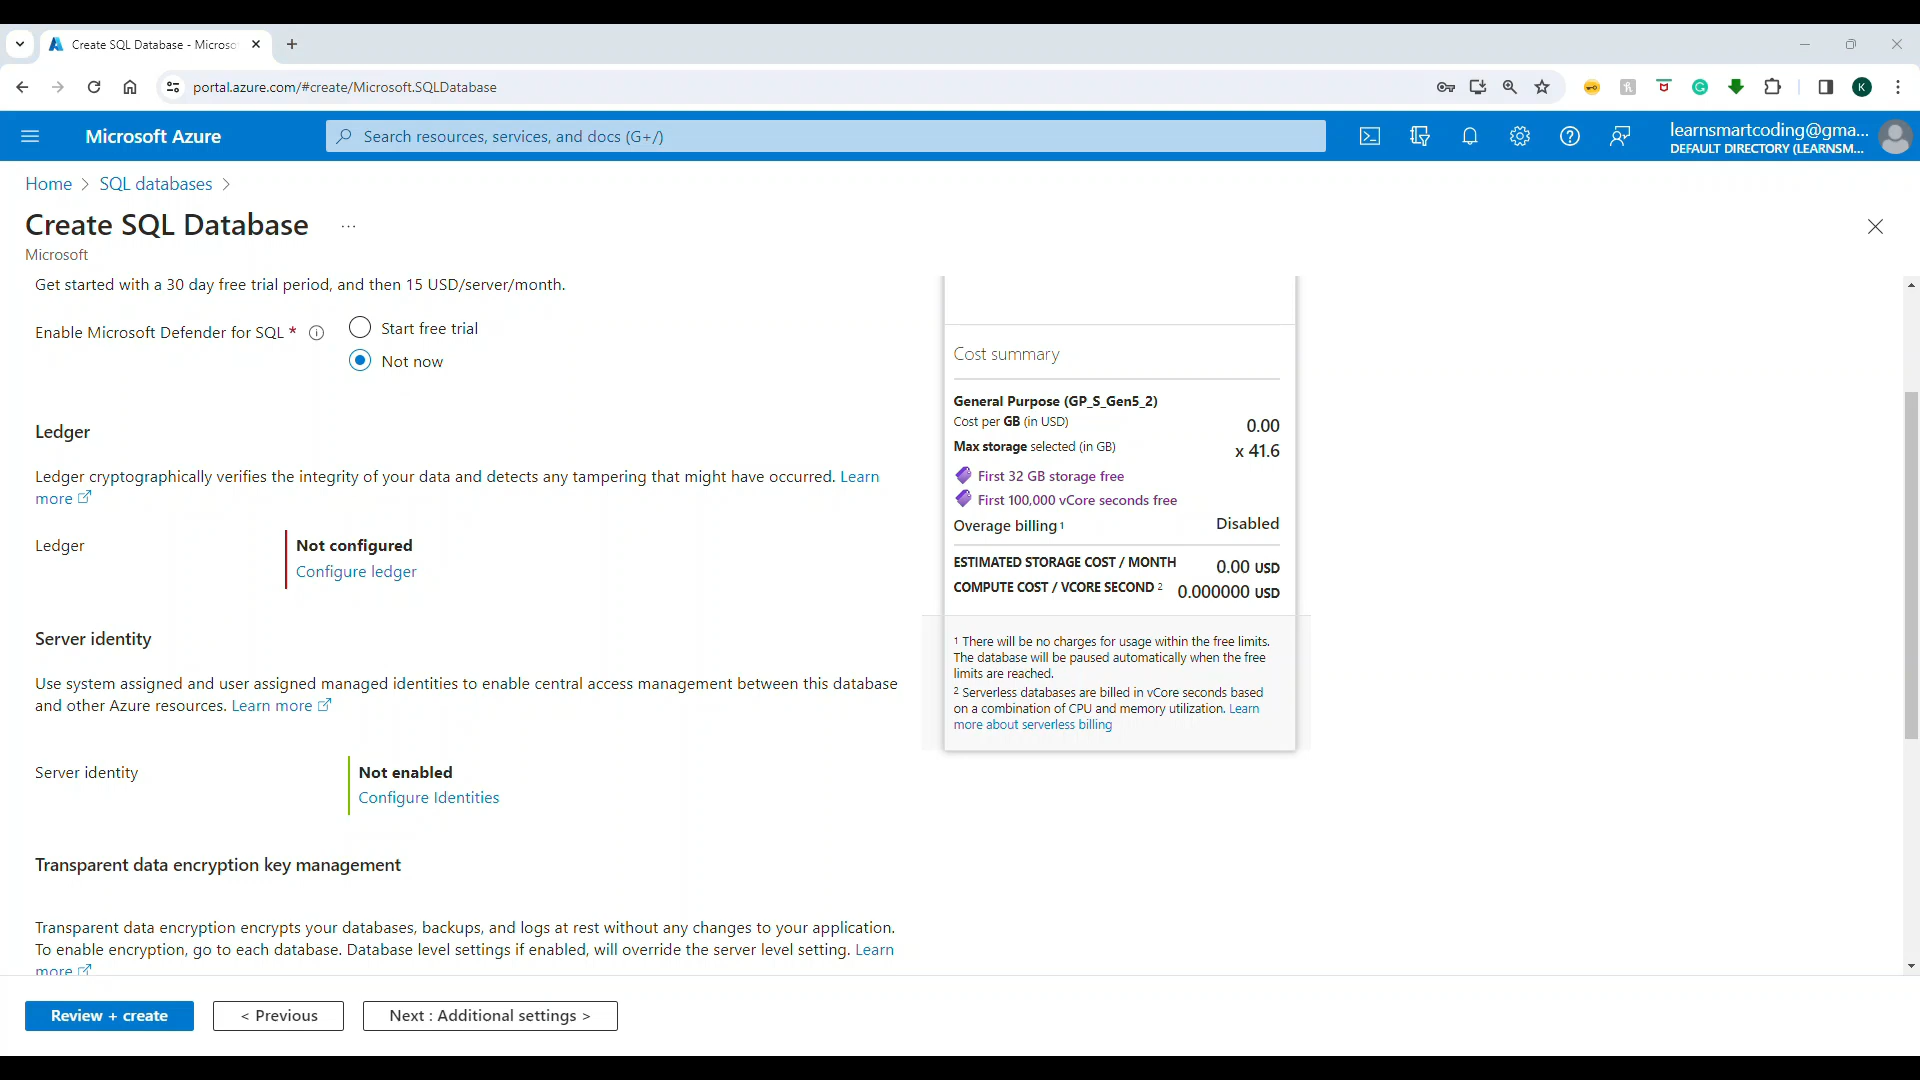 Create SQL Database - Microso
portal.azure.com/#create/Microsoft.SQLDatabase
K
Microsoft Azure
Search resources, services, and docs (G+/)
learnsmartcoding@gma...
DEFAULT DIRECTORY (LEARNSM...
Home > SQL databases >
Create SQL Database ...
Microsoft
Get started with a 30 day free trial period, and then 15 USD/server/month.
Enable Microsoft Defender for SQL *
Start free trial
Not now
Ledger
Ledger cryptographically verifies the integrity of your data and detects any tampering that might have occurred. Learn
more
Ledger
Not configured
Configure ledger
Server identity
Use system assigned and user assigned managed identities to enable central access management between this database
and other Azure resources. Learn more
Server identity
Not enabled
Configure Identities
Transparent data encryption key management
Transparent data encryption encrypts your databases, backups, and logs at rest without any changes to your application.
To enable encryption, go to each database. Database level settings if enabled, will override the server level setting. Learn
more
Cost summary
General Purpose (GP_S_Gen5_2)
Cost per GB (in USD) 0.00
Max storage selected (in GB) x 41.6
First 32 GB storage free
First 100,000 vCore seconds free
Overage billing 1 Disabled
ESTIMATED STORAGE COST / MONTH 0.00 USD
COMPUTE COST / VCORE SECOND 2 0.000000 USD
1 There will be no charges for usage within the free limits.
The database will be paused automatically when the free
limits are reached.
2 Serverless databases are billed in vCore seconds based
on a combination of CPU and memory utilization. Learn
more about serverless billing
Review + create
< Previous
Next : Additional settings >